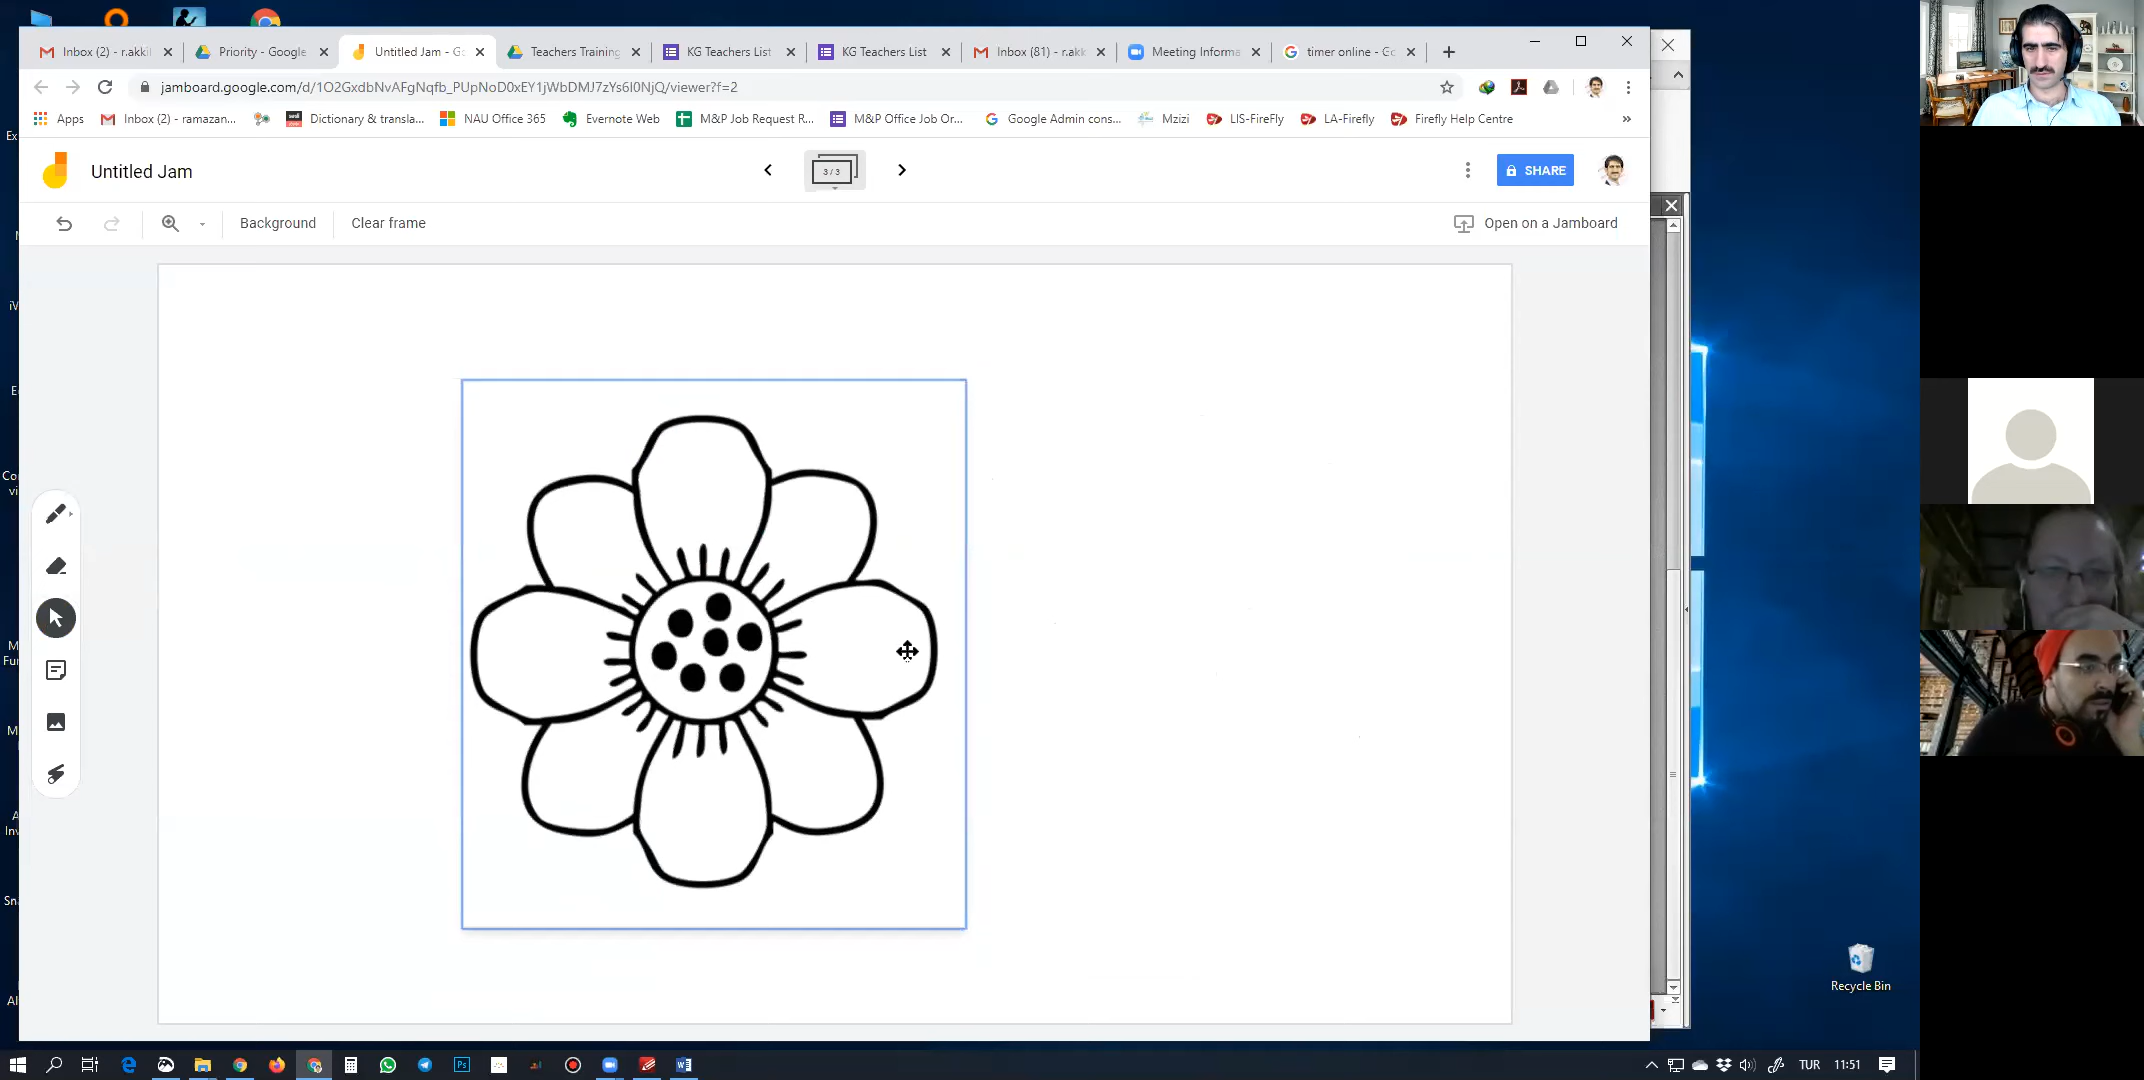 Inbox (2) - r.akki
Priority - Google
Untitled Jam - Go
Teachers Training
KG Teachers List
KG Teachers List
Inbox (81) - r.akk
Meeting Informa
timer online - Go
jamboard.google.com/d/1O2GxdbNvAFgNqfb_PUpNoD0xEY1jWbDMJ7zYs6I0NjQ/viewer?f=2
Apps
Inbox (2) - ramazan...
Dictionary & transla...
NAU Office 365
Evernote Web
M&P Job Request R...
M&P Office Job Or...
Google Admin cons...
Mzizi
LIS-FireFly
LA-Firefly
Firefly Help Centre
Untitled Jam
3 / 3
SHARE
Background
Clear frame
Open on a Jamboard
Recycle Bin
TUR
11:51